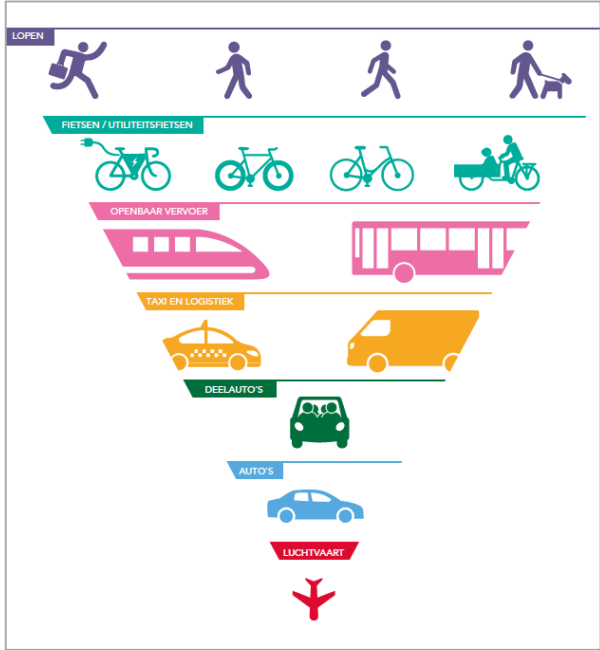 LOPEN
FIETSEN / UTILITEITSFIETSEN
OPENBAAR VERVOER
TAXI EN LOGISTIEK
DEELAUTO'S
AUTO'S
LUCHTVAART